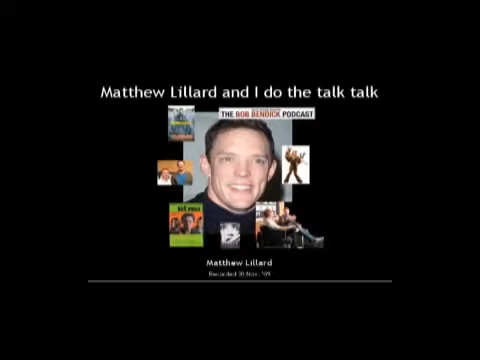 Matthew Lillard and I do the talk talk
THE BOB BENDICK PODCAST
Matthew Lillard
Recorded 30 Nov. '09